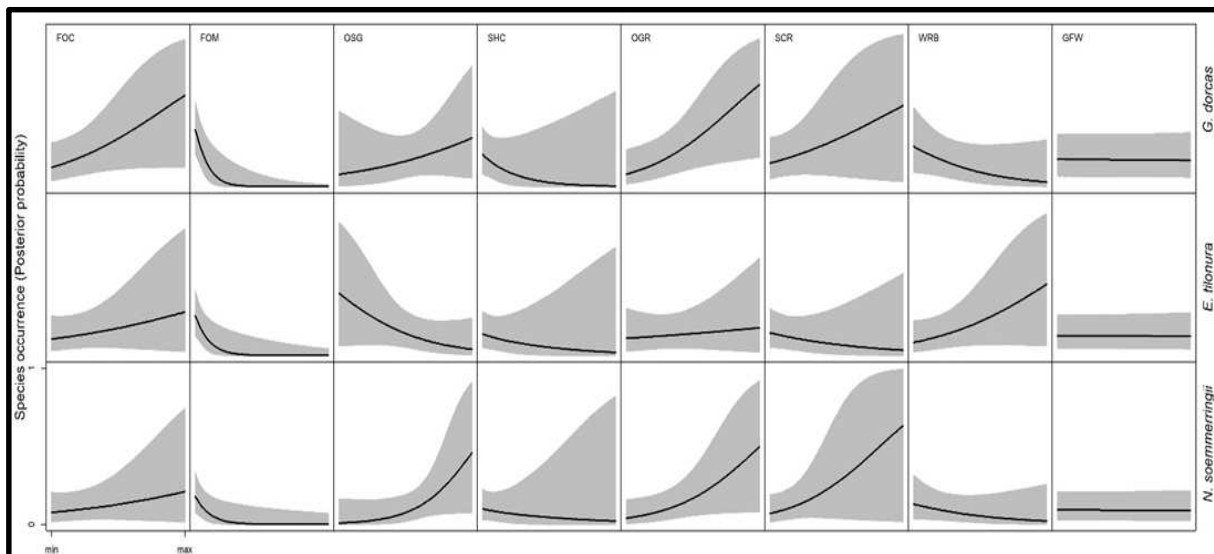 FOC
FOM
OSG
SHC
OGR
SCR
WRB
GFW
G. dorcas
E. tilonura
N. soemmerringii
Species occurrence (Posterior probability)
1
0
min
max